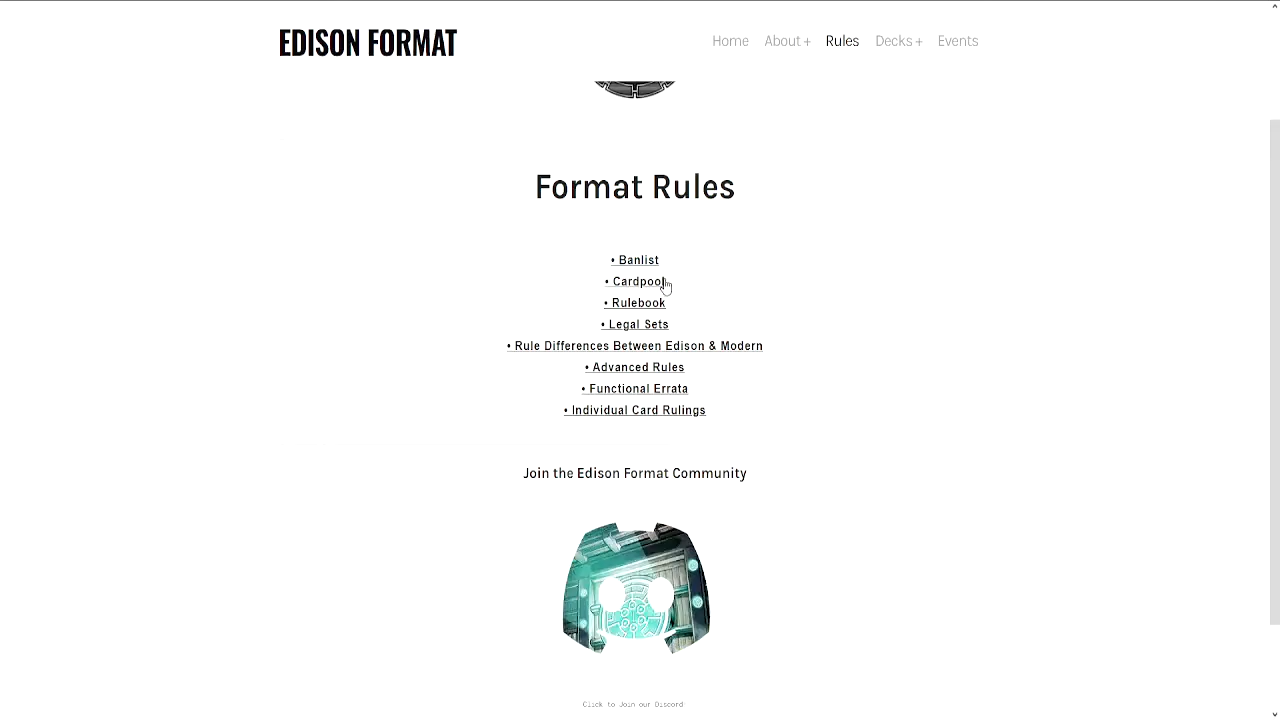 EDISON FORMAT
Home About + Rules Decks + Events
Format Rules
• Banlist
• Cardpool
• Rulebook
• Legal Sets
• Rule Differences Between Edison & Modern
• Advanced Rules
• Functional Errata
• Individual Card Rulings
Join the Edison Format Community
Click to Join our Discord